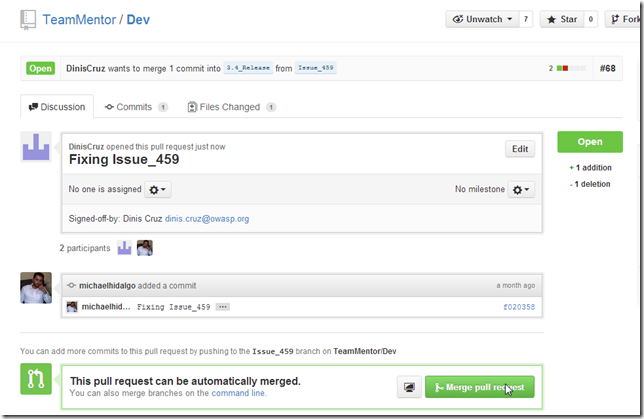 TeamMentor / Dev
Unwatch 7 Star 0 Fork
Open DinisCruz wants to merge 1 commit into 3.4_Release from Issue_459 2 #68
Discussion Commits 1 Files Changed 1
DinisCruz opened this pull request just now
Fixing Issue_459
Edit
Open
No one is assigned No milestone
+ 1 addition
- 1 deletion
Signed-off-by: Dinis Cruz dinis.cruz@owasp.org
2 participants
michaelhidalgo added a commit a month ago
michaelhid... Fixing Issue_459 ... f020358
You can add more commits to this pull request by pushing to the Issue_459 branch on TeamMentor/Dev
This pull request can be automatically merged.
You can also merge branches on the command line.
Merge pull request